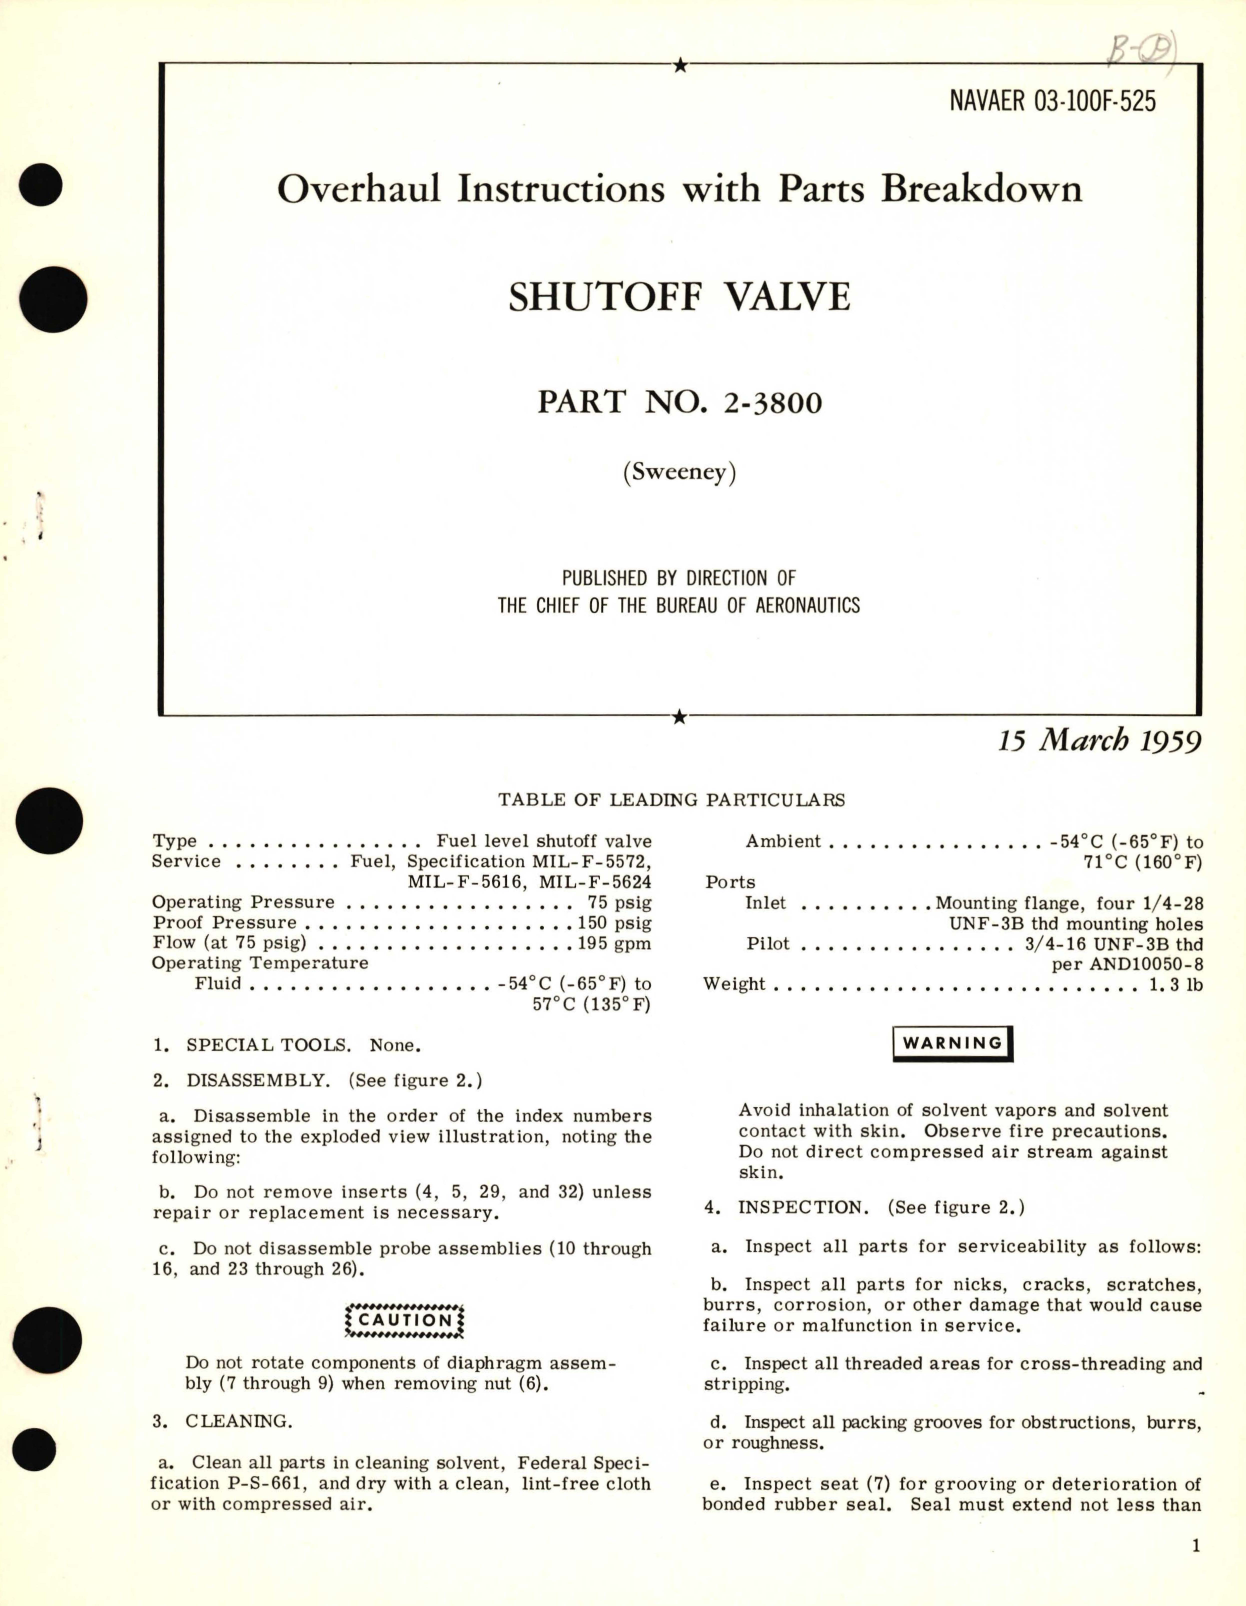 B-(B)
NAVAER 03-100F-525
Overhaul Instructions with Parts Breakdown
SHUTOFF VALVE
PART NO. 2-3800
(Sweeney)
PUBLISHED BY DIRECTION OF
THE CHIEF OF THE BUREAU OF AERONAUTICS
15 March 1959
TABLE OF LEADING PARTICULARS
Type . . . . . . . . . . . . . . . . Fuel level shutoff valve
Service . . . . . . . . Fuel, Specification MIL-F-5572,
MIL-F-5616, MIL-F-5624
Operating Pressure . . . . . . . . . . . . . . . . . 75 psig
Proof Pressure . . . . . . . . . . . . . . . . . . . . 150 psig
Flow (at 75 psig) . . . . . . . . . . . . . . . . . . . 195 gpm
Operating Temperature
Fluid . . . . . . . . . . . . . . . . . . -54°C (-65°F) to
57°C (135°F)
1. SPECIAL TOOLS. None.
2. DISASSEMBLY. (See figure 2.)
a. Disassemble in the order of the index numbers
assigned to the exploded view illustration, noting the
following:
b. Do not remove inserts (4, 5, 29, and 32) unless
repair or replacement is necessary.
c. Do not disassemble probe assemblies (10 through
16, and 23 through 26).
CAUTION
Do not rotate components of diaphragm assem-
bly (7 through 9) when removing nut (6).
3. CLEANING.
a. Clean all parts in cleaning solvent, Federal Speci-
fication P-S-661, and dry with a clean, lint-free cloth
or with compressed air.
Ambient . . . . . . . . . . . . . . . . -54°C (-65°F) to
71°C (160°F)
Ports
Inlet . . . . . . . . . . Mounting flange, four 1/4-28
UNF-3B thd mounting holes
Pilot . . . . . . . . . . . . . . . . 3/4-16 UNF-3B thd
per AND10050-8
Weight . . . . . . . . . . . . . . . . . . . . . . . . . . . 1.3 lb
WARNING
Avoid inhalation of solvent vapors and solvent
contact with skin. Observe fire precautions.
Do not direct compressed air stream against
skin.
4. INSPECTION. (See figure 2.)
a. Inspect all parts for serviceability as follows:
b. Inspect all parts for nicks, cracks, scratches,
burrs, corrosion, or other damage that would cause
failure or malfunction in service.
c. Inspect all threaded areas for cross-threading and
stripping.
d. Inspect all packing grooves for obstructions, burrs,
or roughness.
e. Inspect seat (7) for grooving or deterioration of
bonded rubber seal. Seal must extend not less than
1